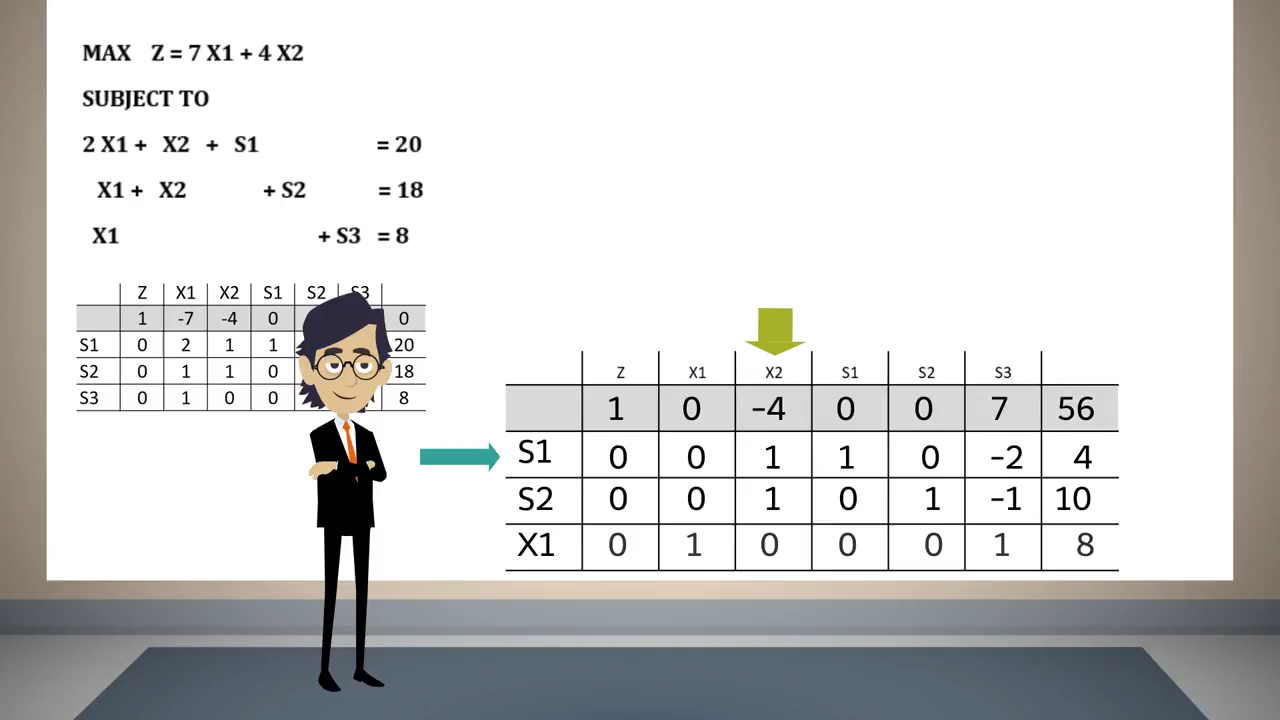 MAX Z = 7 X1 + 4 X2
SUBJECT TO
2 X1 + X2 + S1 = 20
X1 + X2 + S2 = 18
X1 + S3 = 8
Z X1 X2 S1 S2 S3
1 -7 -4 0 0
S1 0 2 1 1 20
S2 0 1 1 0 18
S3 0 1 0 0 8
Z X1 X2 S1 S2 S3
1 0 -4 0 0 7 56
S1 0 0 1 1 0 -2 4
S2 0 0 1 0 1 -1 10
X1 0 1 0 0 0 1 8